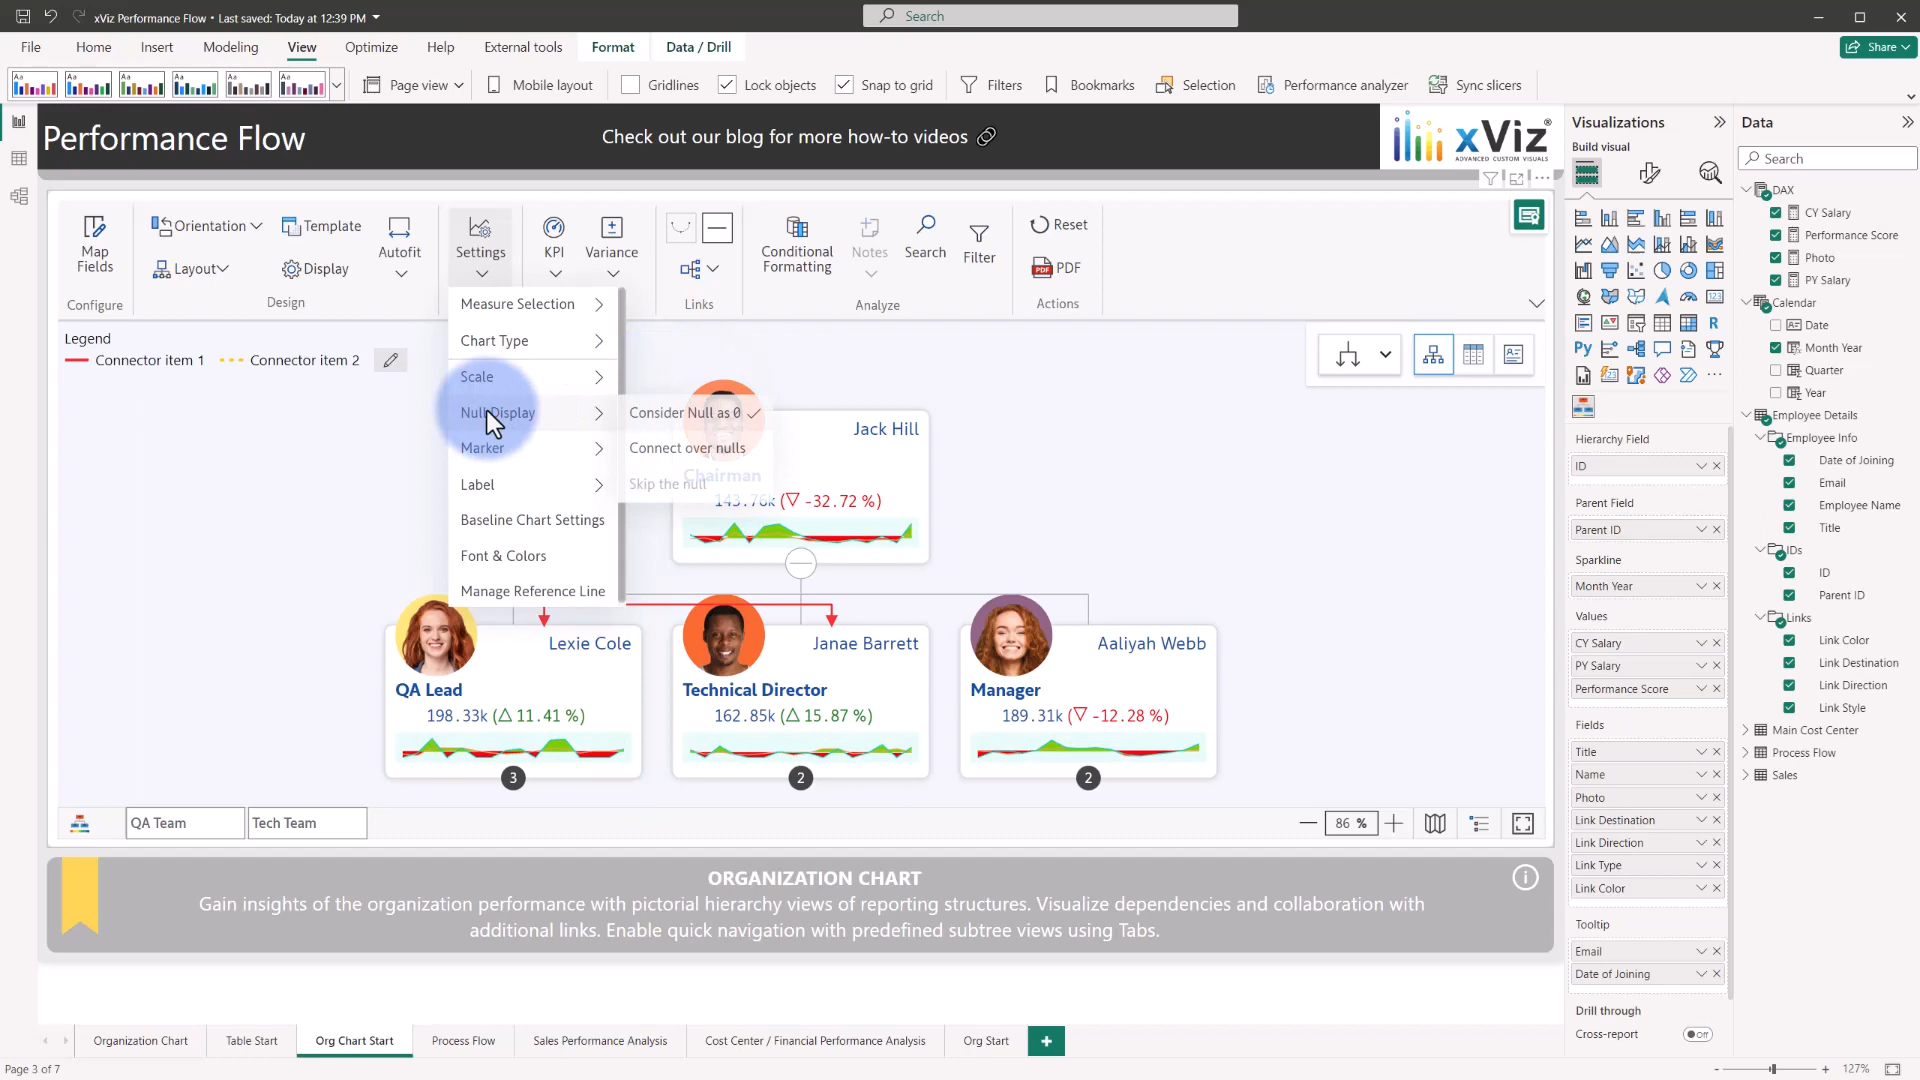 xViz Performance Flow • Last saved: Today at 12:39 PM
Search
File
Home
Insert
Modeling
View
Optimize
Help
External tools
Format
Data / Drill
Share
Aa
Aa
Aa
Aa
Aa
Aa
Page view
Mobile layout
Gridlines
Lock objects
Snap to grid
Filters
Bookmarks
Selection
Performance analyzer
Sync slicers
Performance Flow
Check out our blog for more how-to videos
xViz®
ADVANCED CUSTOM VISUALS
Map
Fields
Configure
Orientation
Template
Layout
Display
Autofit
Design
Settings
KPI
Variance
Links
Conditional
Formatting
Notes
Search
Filter
Analyze
Reset
PDF
PDF
Actions
Legend
Connector item 1
Connector item 2
Measure Selection
Chart Type
Scale
Null Display
Marker
Label
Baseline Chart Settings
Font & Colors
Manage Reference Line
Consider Null as 0
Connect over nulls
Skip the null
Jack Hill
Chairman
143.76k (▽ -32.72 %)
Lexie Cole
QA Lead
198.33k (△ 11.41 %)
3
Janae Barrett
Technical Director
162.85k (△ 15.87 %)
2
Aaliyah Webb
Manager
189.31k (▽ -12.28 %)
2
QA Team
Tech Team
86 %
ORGANIZATION CHART
Gain insights of the organization performance with pictorial hierarchy views of reporting structures. Visualize dependencies and collaboration with
additional links. Enable quick navigation with predefined subtree views using Tabs.
Organization Chart
Table Start
Org Chart Start
Process Flow
Sales Performance Analysis
Cost Center / Financial Performance Analysis
Org Start
Page 3 of 7
127%
Visualizations
Build visual
123
R
Py
Hierarchy Field
ID
Parent Field
Parent ID
Sparkline
Month Year
Values
CY Salary
PY Salary
Performance Score
Fields
Title
Name
Photo
Link Destination
Link Direction
Link Type
Link Color
Tooltip
Email
Date of Joining
Drill through
Cross-report
Off
Data
Search
DAX
CY Salary
Performance Score
Photo
PY Salary
Calendar
Date
Month Year
Quarter
Year
Employee Details
Employee Info
Date of Joining
Email
Employee Name
Title
IDs
ID
Parent ID
Links
Link Color
Link Destination
Link Direction
Link Style
Main Cost Center
Process Flow
Sales